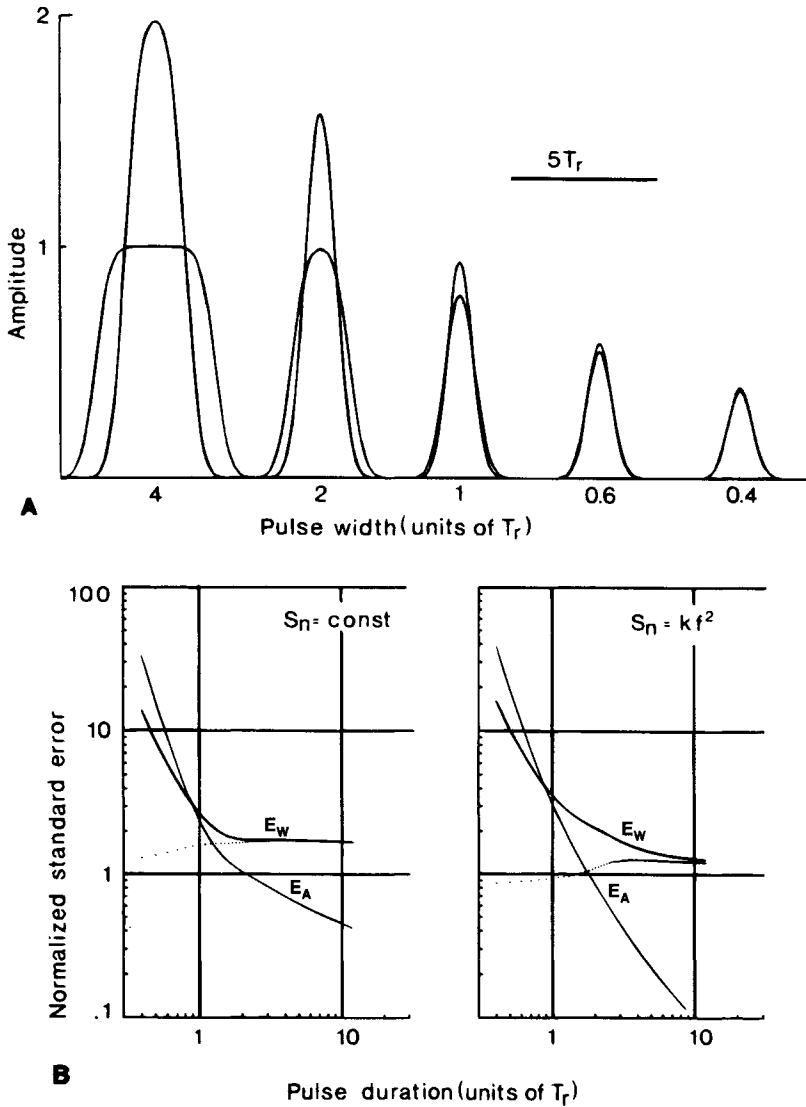 2
5Tr
1
Amplitude
4 2 1 0.6 0.4
A
Pulse width (units of Tr)
100
10
1
.1
Normalized standard error
Sn = const
EW
EA
1 10
Sn = kf²
EW
EA
1 10
B
Pulse duration (units of Tr)